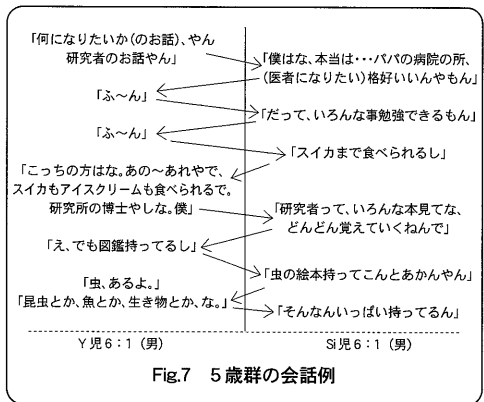 「何になりたいか(のお話)、やん
研究者のお話やん」
「僕はな、本当は・・・パパの病院の所、
(医者になりたい)格好いいんやもん」
「ふ〜ん」
「だって、いろんな事勉強できるもん」
「ふ〜ん」
「スイカまで食べられるし」
「こっちの方はな。あの〜あれやで、
スイカもアイスクリームも食べられるで。
研究所の博士やしな。僕」
「研究者って、いろんな本見てな、
どんどん覚えていくねんで」
「え、でも図鑑持ってるし」
「虫の絵本持ってこんとあかんやん」
「虫、あるよ。」
「昆虫とか、魚とか、生き物とか、な。」
「そんなんいっぱい持ってるん」
Y児6:1(男)
Si児6:1(男)
Fig.7 5歳群の会話例